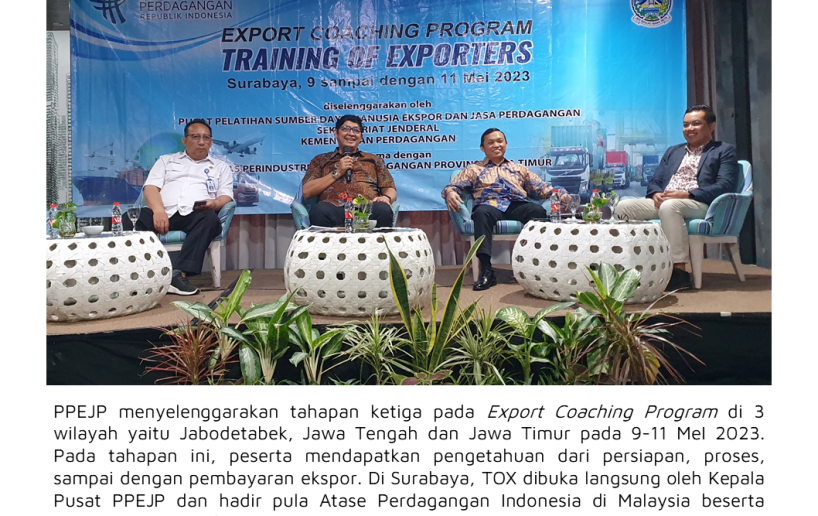 PERDAGANGAN
REPUBLIK INDONESIA
EXPORT COACHING PROGRAM
TRAINING OF EXPORTERS
Surabaya, 9 sampai dengan 11 Mei 2023
diselenggarakan oleh
PUSAT PELATIHAN SUMBER DAYA MANUSIA EKSPOR DAN JASA PERDAGANGAN
SEKRETARIAT JENDERAL
KEMENTERIAN PERDAGANGAN
dengan
PERINDUSTRI
PPEJP menyelenggarakan tahapan ketiga pada Export Coaching Program di 3
wilayah yaitu Jabodetabek, Jawa Tengah dan Jawa Timur pada 9-11 MeI 2023.
Pada tahapan ini, peserta mendapatkan pengetahuan dari persiapan, proses,
sampai dengan pembayaran ekspor. Di Surabaya, TOX dibuka langsung oleh Kepala
Pusat PPEJP dan hadir pula Atase Perdagangan Indonesia di Malaysia beserta